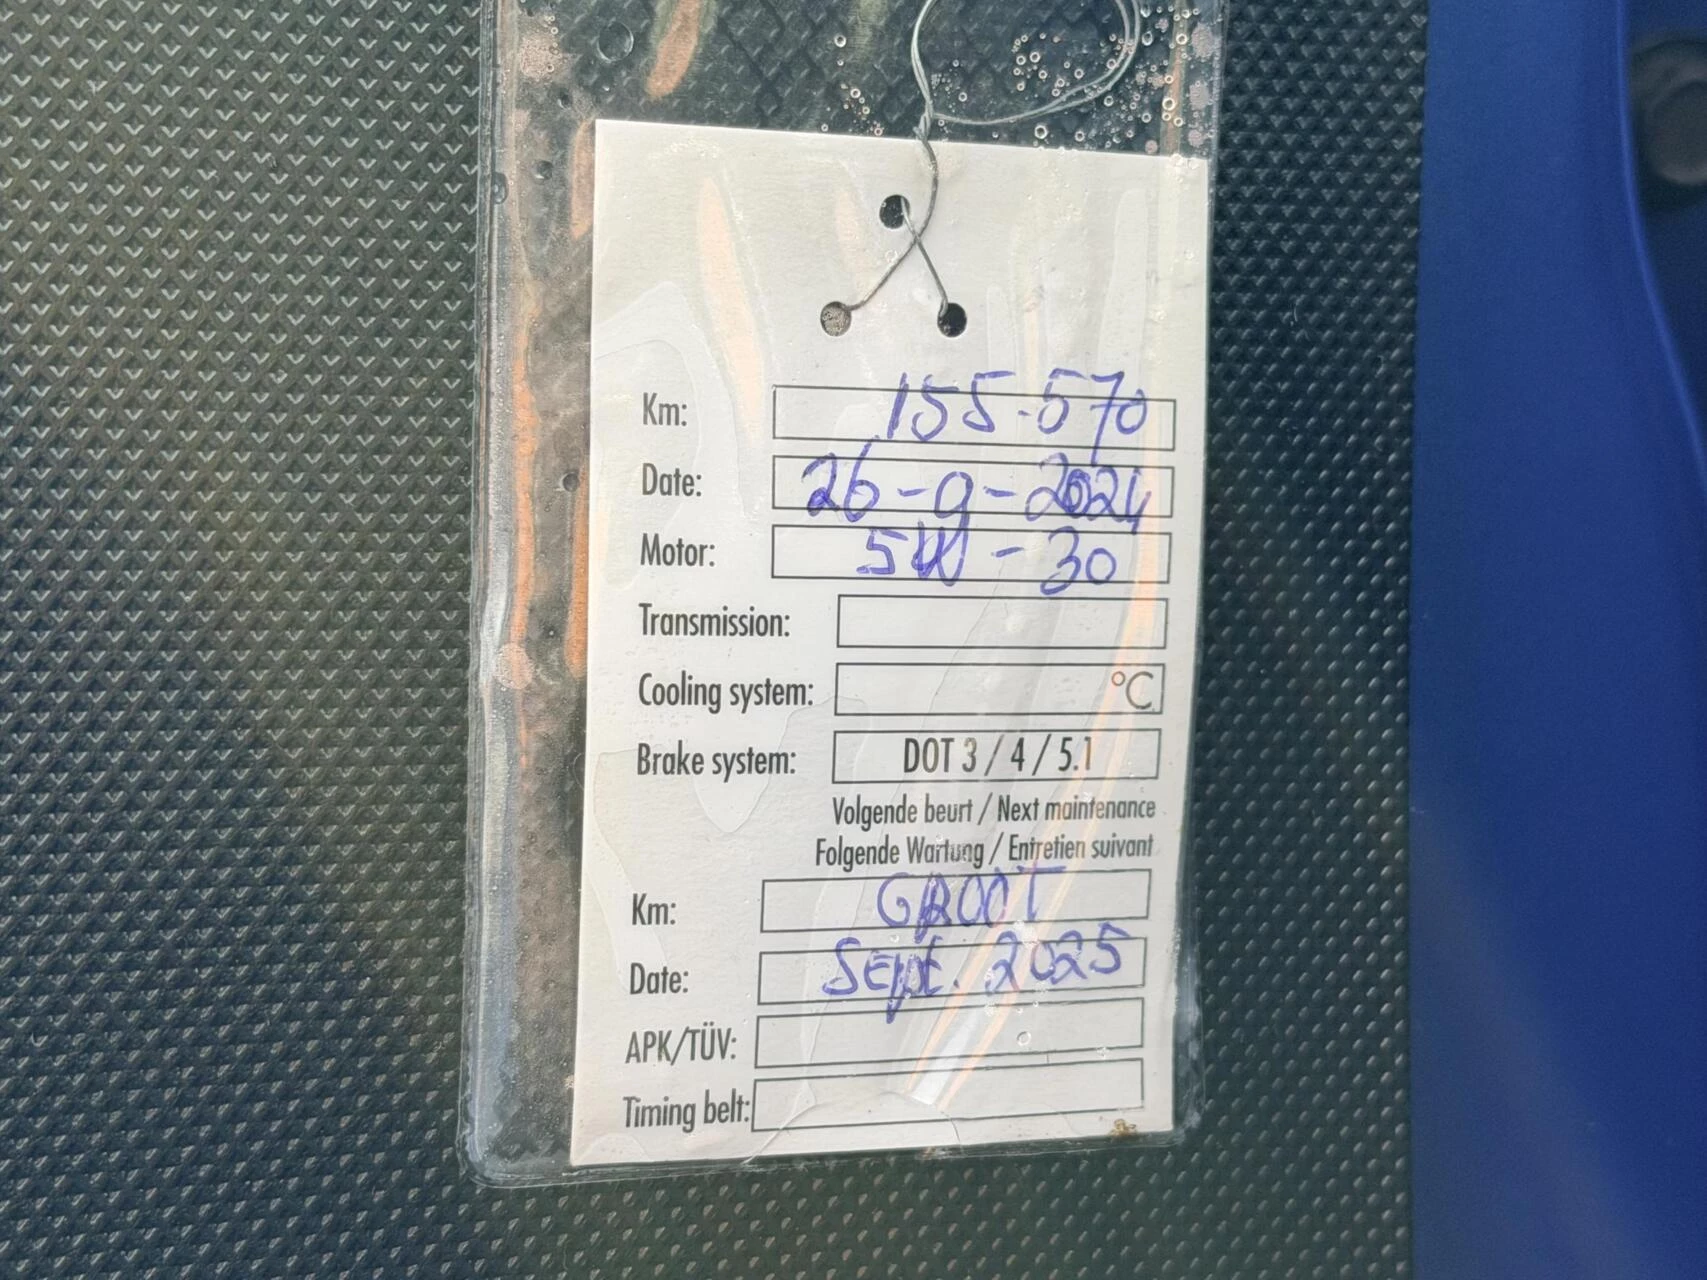 Km: 155-570
Date: 26-9-2024
Motor: 5W-30
Transmission:
Cooling system: °C
Brake system: DOT 3 / 4 / 5.1
Volgende beurt / Next maintenance
Folgende Wartung / Entretien suivant
Km: GROOT
Date: Sept. 2025
APK/TÜV:
Timing belt: